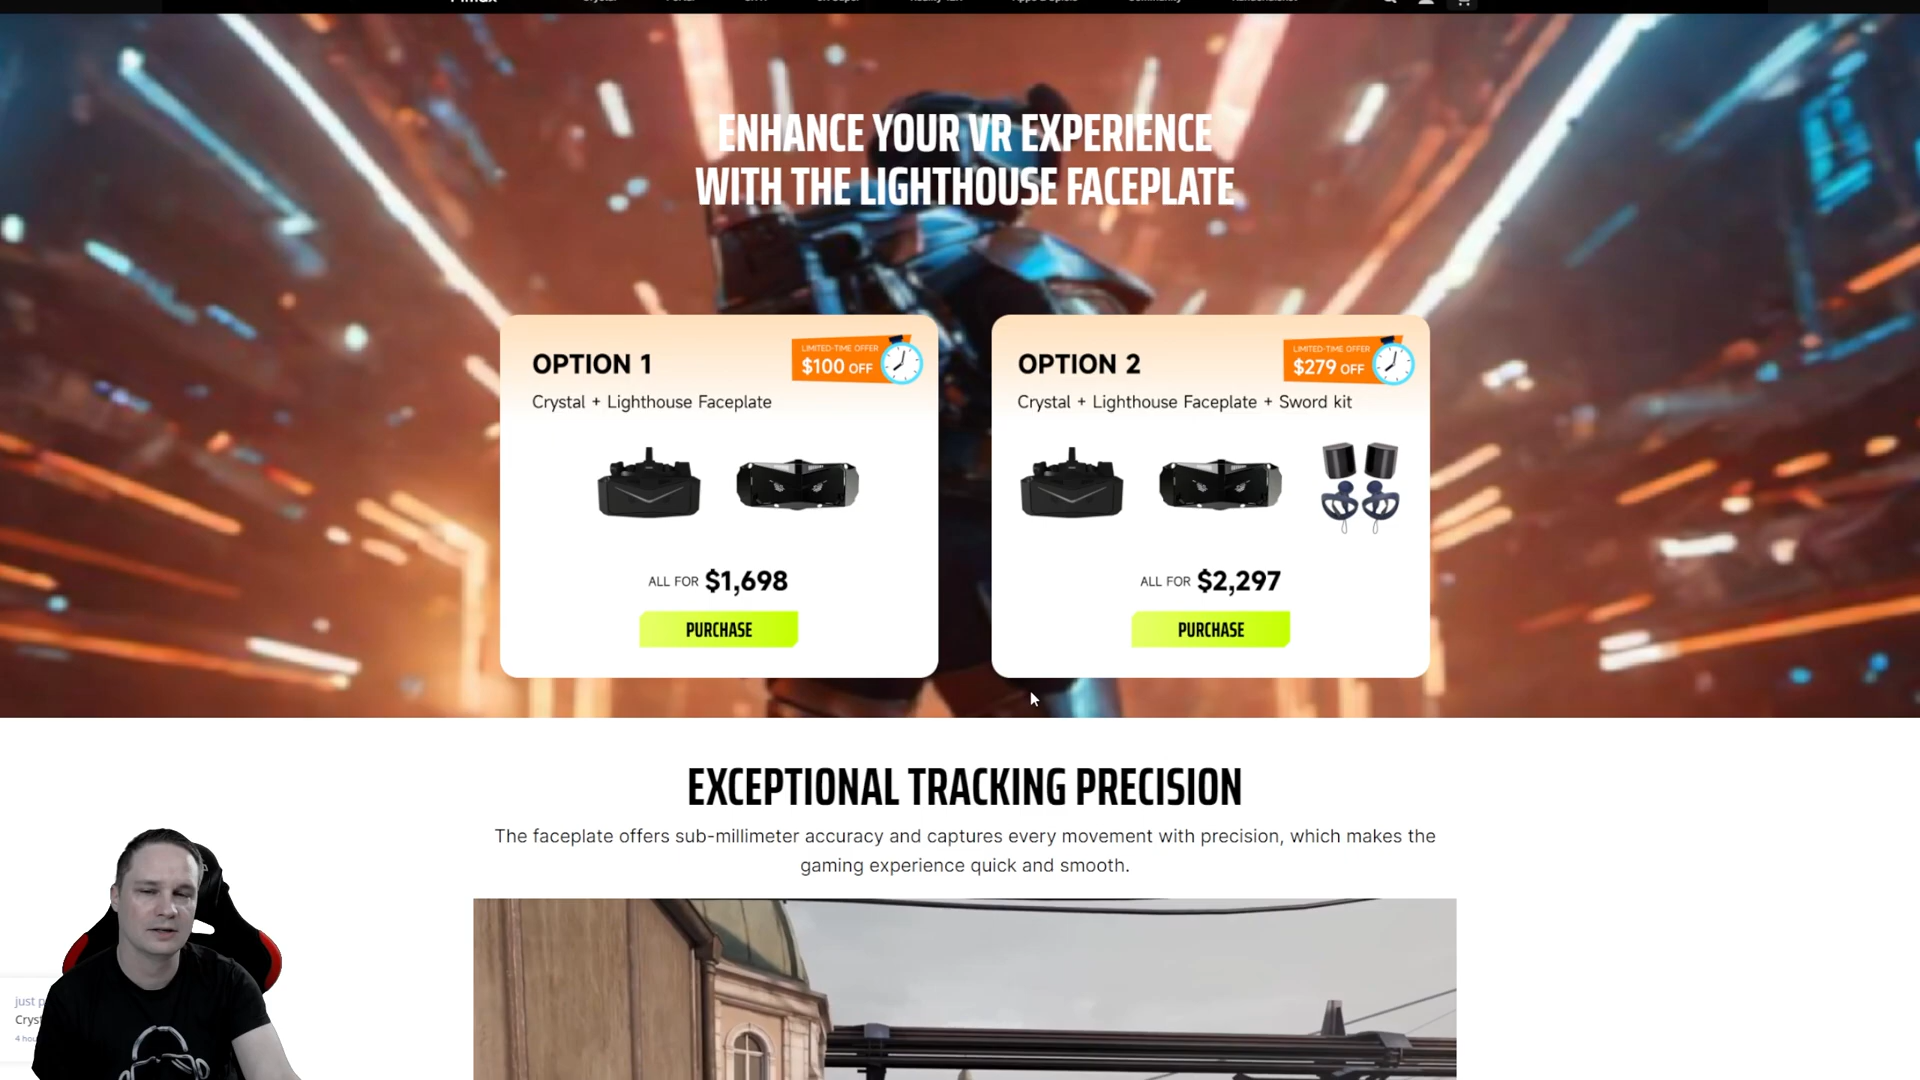 ENHANCE YOUR VR EXPERIENCE
WITH THE LIGHTHOUSE FACEPLATE
OPTION 1
LIMITED-TIME OFFER
$100 OFF
Crystal + Lighthouse Faceplate
ALL FOR $1,698
PURCHASE
OPTION 2
LIMITED-TIME OFFER
$279 OFF
Crystal + Lighthouse Faceplate + Sword kit
ALL FOR $2,297
PURCHASE
EXCEPTIONAL TRACKING PRECISION
The faceplate offers sub-millimeter accuracy and captures every movement with precision, which makes the
gaming experience quick and smooth.
just
4